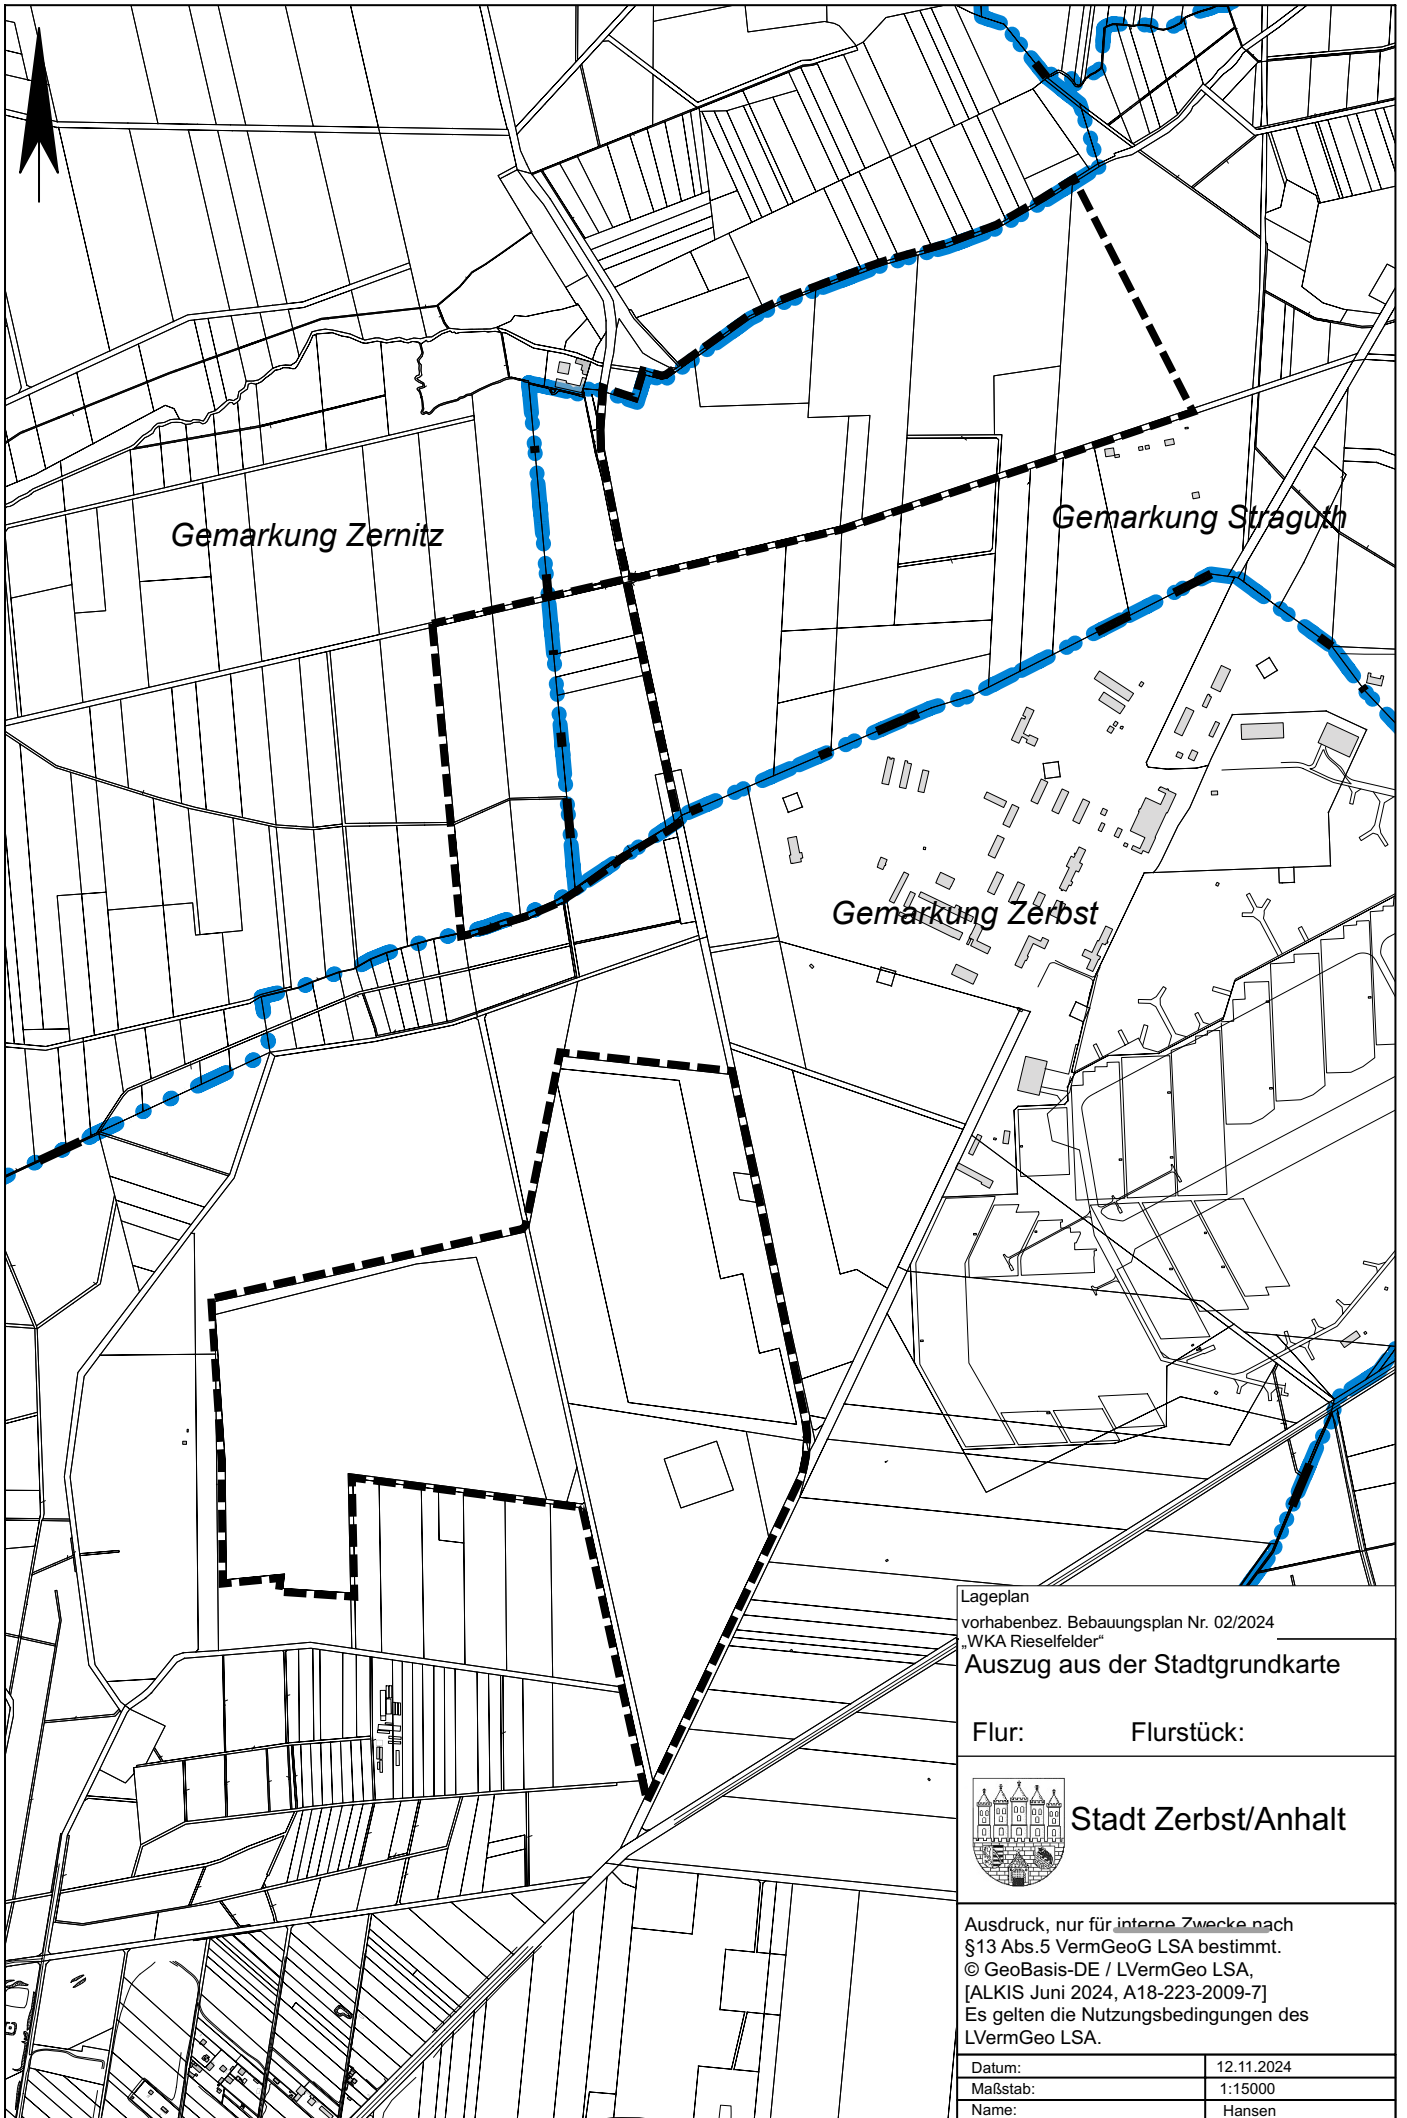 Gemarkung Zernitz
Gemarkung Straguth
Gemarkung Zerbst
Lageplan
vorhabenbez. Bebauungsplan Nr. 02/2024
„WKA Rieselfelder“
Auszug aus der Stadtgrundkarte
Flur: Flurstück:
Stadt Zerbst/Anhalt
Ausdruck, nur für interne Zwecke nach
§13 Abs.5 VermGeoG LSA bestimmt.
© GeoBasis-DE / LVermGeo LSA,
[ALKIS Juni 2024, A18-223-2009-7]
Es gelten die Nutzungsbedingungen des
LVermGeo LSA.
Datum: 12.11.2024
Maßstab: 1:15000
Name: Hansen